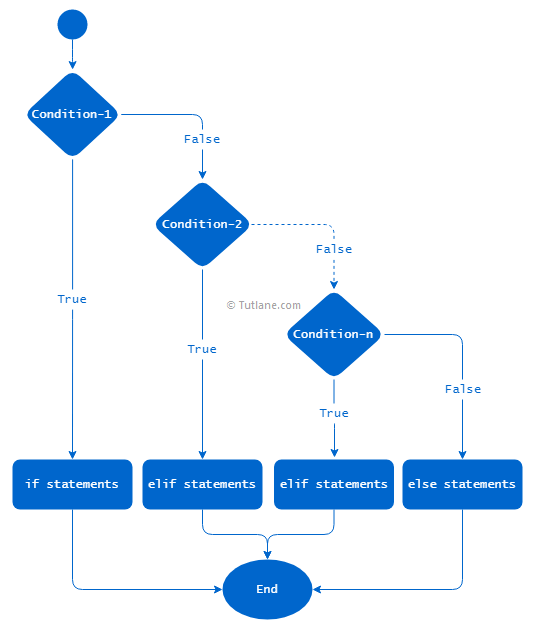 Condition-1
False
Condition-2
False
True
© Tutlane.com
Condition-n
True
False
True
if statements
elif statements
elif statements
else statements
End